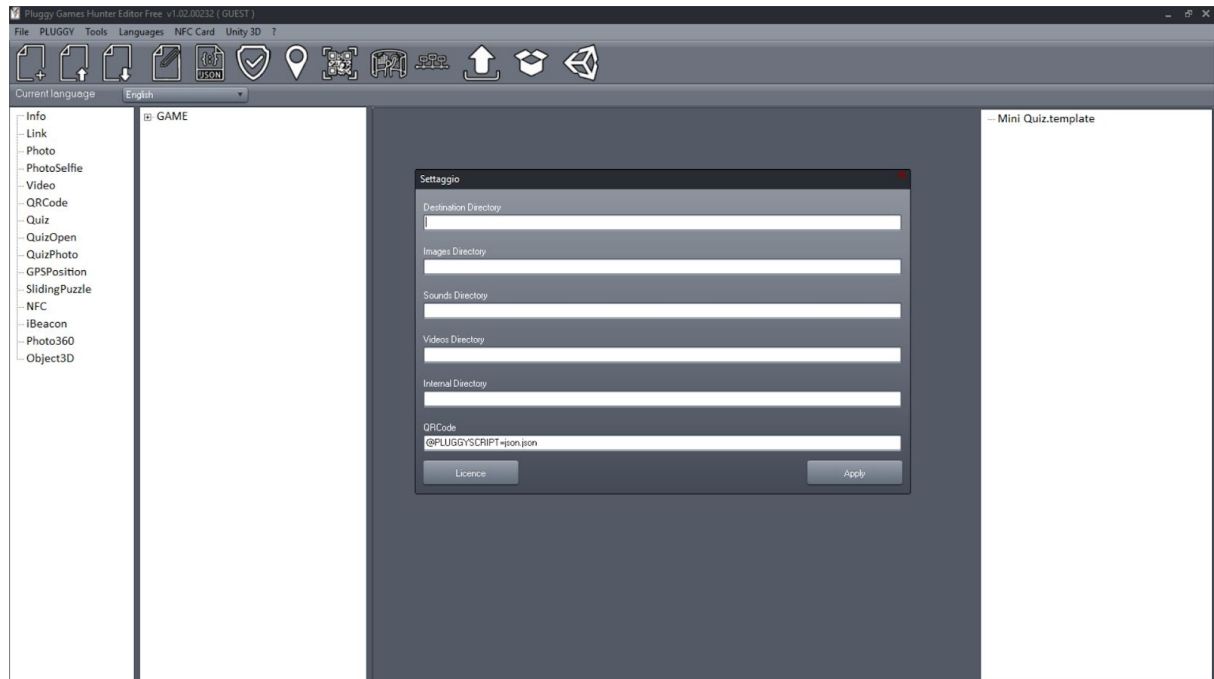 Pluggy Games Hunter Editor Free v1.02.00232 ( GUEST )
File PLUGGY Tools Languages NFC Card Unity 3D ?
JSON
Current language English
Info
Link
Photo
PhotoSelfie
Video
QRCode
Quiz
QuizOpen
QuizPhoto
GPSPosition
SlidingPuzzle
NFC
iBeacon
Photo360
Object3D
GAME
Settaggio
Destination Directory
Images Directory
Sounds Directory
Videos Directory
Internal Directory
QRCode
@PLUGGYSCRIPT=json.json
Licence Apply
Mini Quiz.template